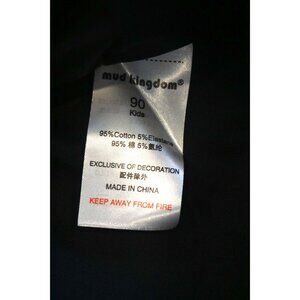 mud kingdom®
90
Kids
95%Cotton 5%Elastane
95% 棉 5%氨纶
EXCLUSIVE OF DECORATION
配件除外
MADE IN CHINA
KEEP AWAY FROM FIRE